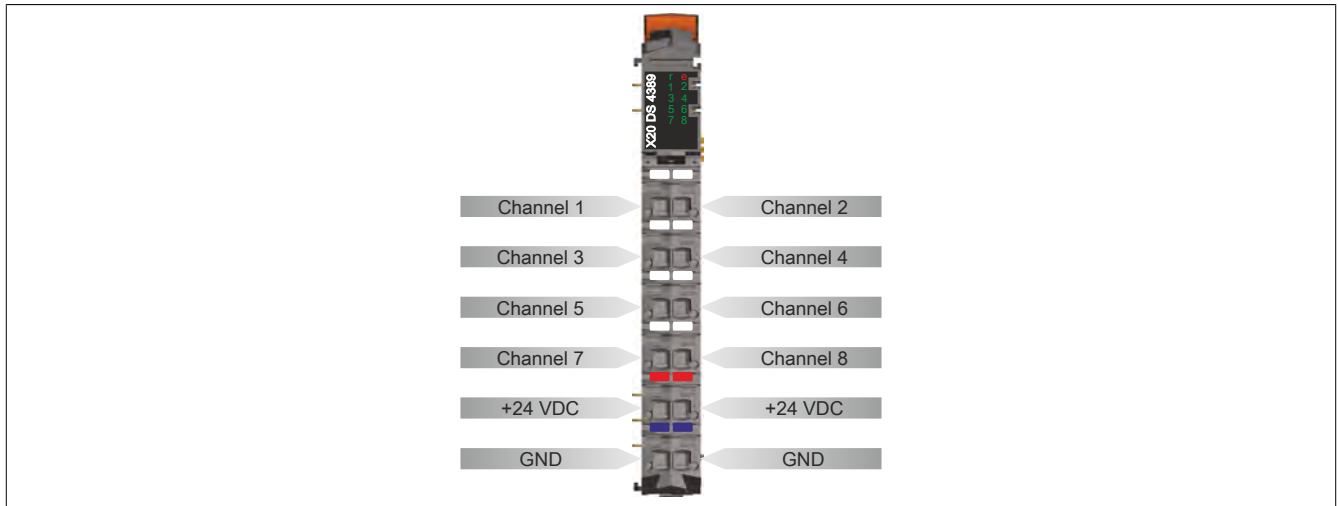 X20 DS 4389
r e
1 2
3 4
5 6
7 8
Channel 1 Channel 2
Channel 3 Channel 4
Channel 5 Channel 6
Channel 7 Channel 8
+24 VDC +24 VDC
GND GND